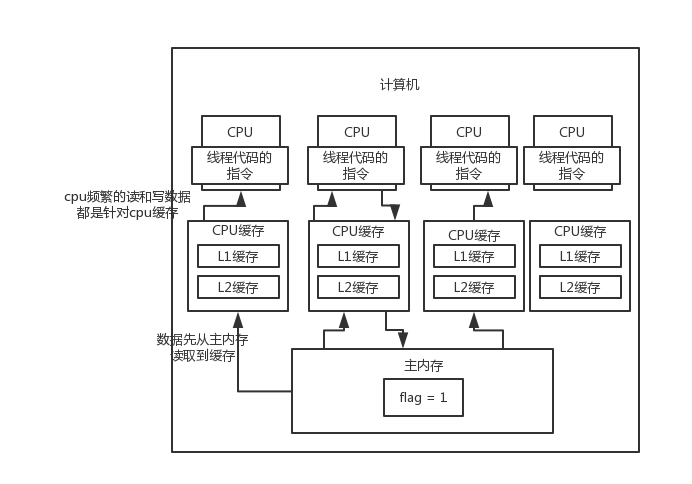 计算机
CPU
线程代码的
指令
CPU
线程代码的
指令
CPU
线程代码的
指令
CPU
线程代码的
指令
cpu频繁的读和写数据
都是针对cpu缓存
CPU缓存
L1缓存
L2缓存
CPU缓存
L1缓存
L2缓存
CPU缓存
L1缓存
L2缓存
CPU缓存
L1缓存
L2缓存
数据先从主内存
读取到缓存
主内存
flag = 1